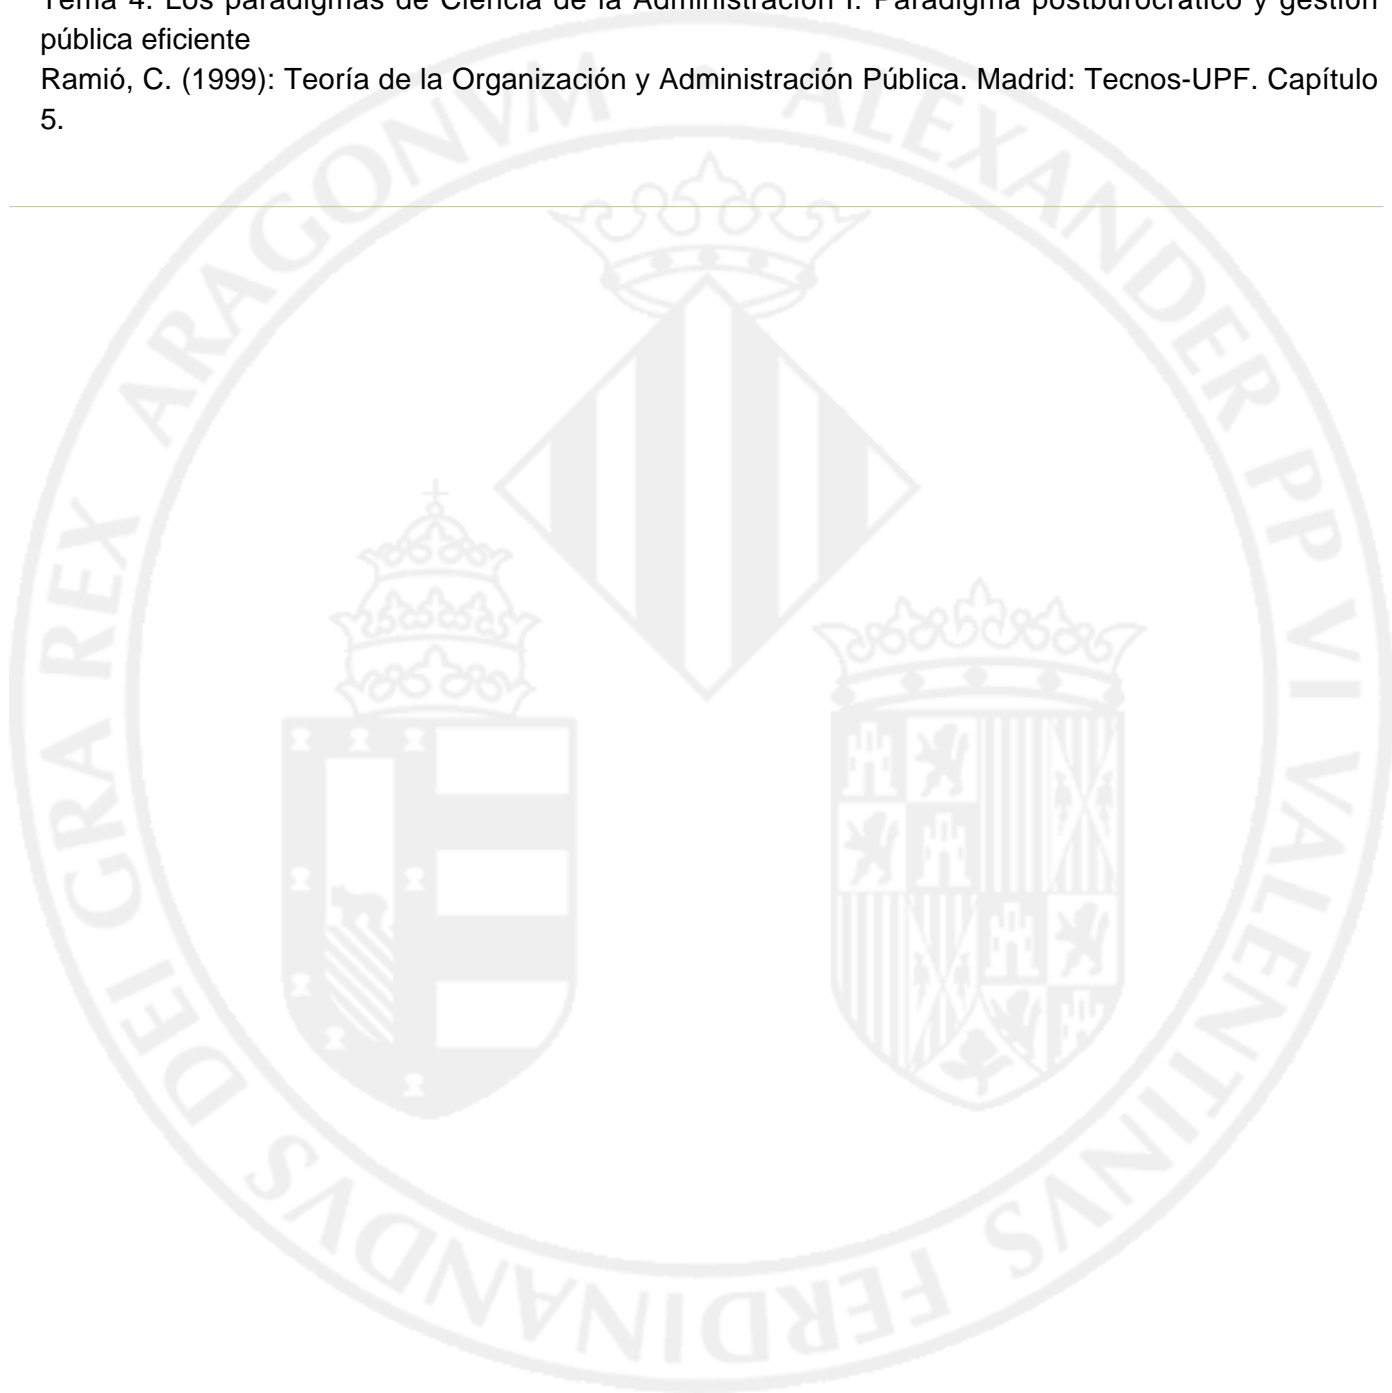 Tema 4. Los paradigmas de Ciencia de la Administración I. Paradigma postburocrático y gestión
pública eficiente
Ramió, C. (1999): Teoría de la Organización y Administración Pública. Madrid: Tecnos-UPF. Capítulo
5.
ALEXANDER PP VI VALENTINVS FERDINANDVS DEI GRA REX ARAGONVM